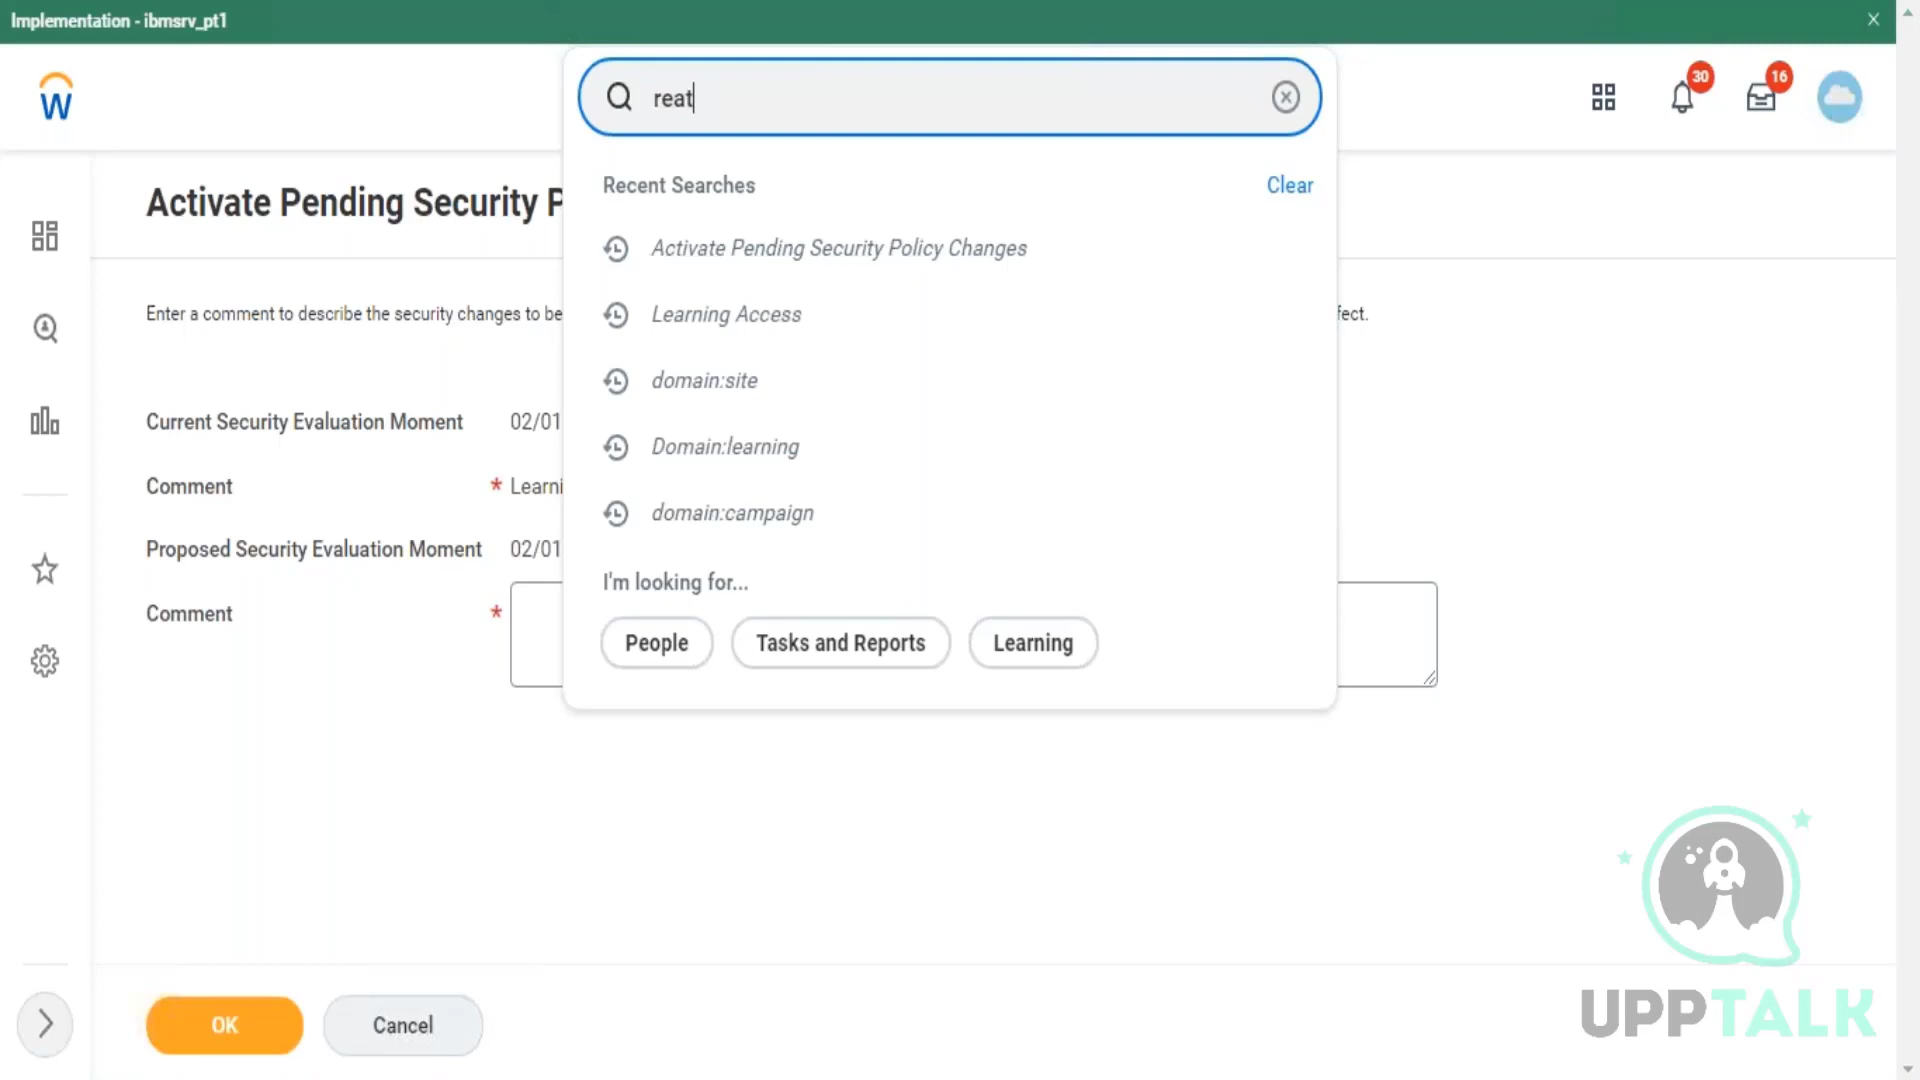 Implementation - ibmsrv_pt1
W
reat
30
16
Activate Pending Security P
Recent Searches
Clear
Activate Pending Security Policy Changes
Enter a comment to describe the security changes to be
fect.
Learning Access
domain:site
Current Security Evaluation Moment 02/01
Domain:learning
Comment * Learni
domain:campaign
Proposed Security Evaluation Moment 02/01
I'm looking for...
Comment *
People
Tasks and Reports
Learning
OK
Cancel
UPPTALK